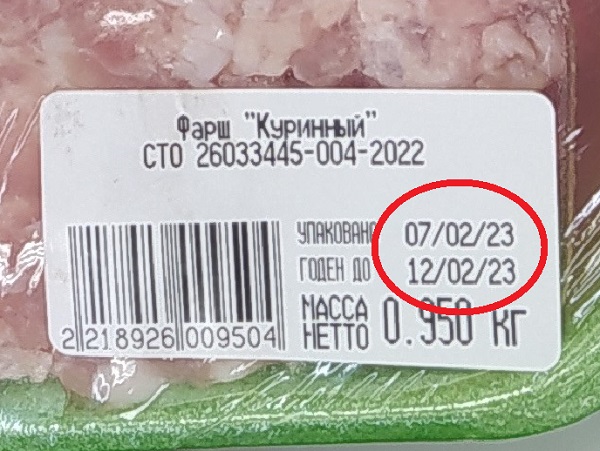 Фарш "Куринный"
СТО 26033445-004-2022
УПАКОВАНО 07/02/23
ГОДЕН ДО 12/02/23
МАССА НЕТТО 0.950 КГ
2 218926 009504